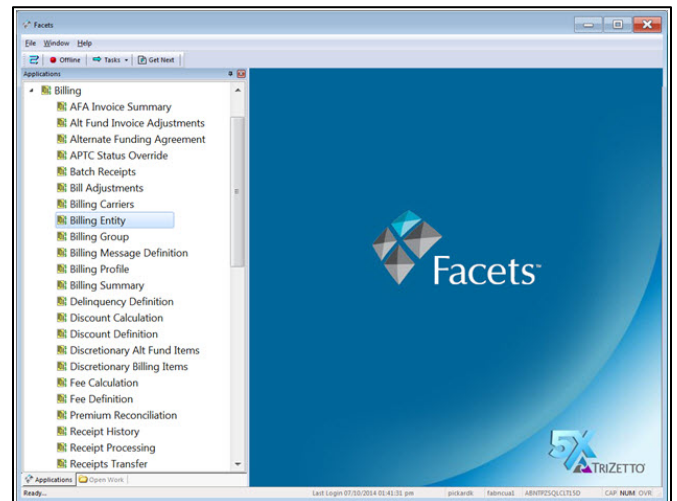 Facets
File Window Help
Offline Tasks Get Next
Applications
Billing
AFA Invoice Summary
Alt Fund Invoice Adjustments
Alternate Funding Agreement
APTC Status Override
Batch Receipts
Bill Adjustments
Billing Carriers
Billing Entity
Billing Group
Billing Message Definition
Billing Profile
Billing Summary
Delinquency Definition
Discount Calculation
Discount Definition
Discretionary Alt Fund Items
Discretionary Billing Items
Fee Calculation
Fee Definition
Premium Reconciliation
Receipt History
Receipt Processing
Receipts Transfer
Facets™
5X
TRIZETTO
Applications Open Work
Ready... Last Login 07/10/2014 01:41:31 pm pickardk CAP NUM OVR